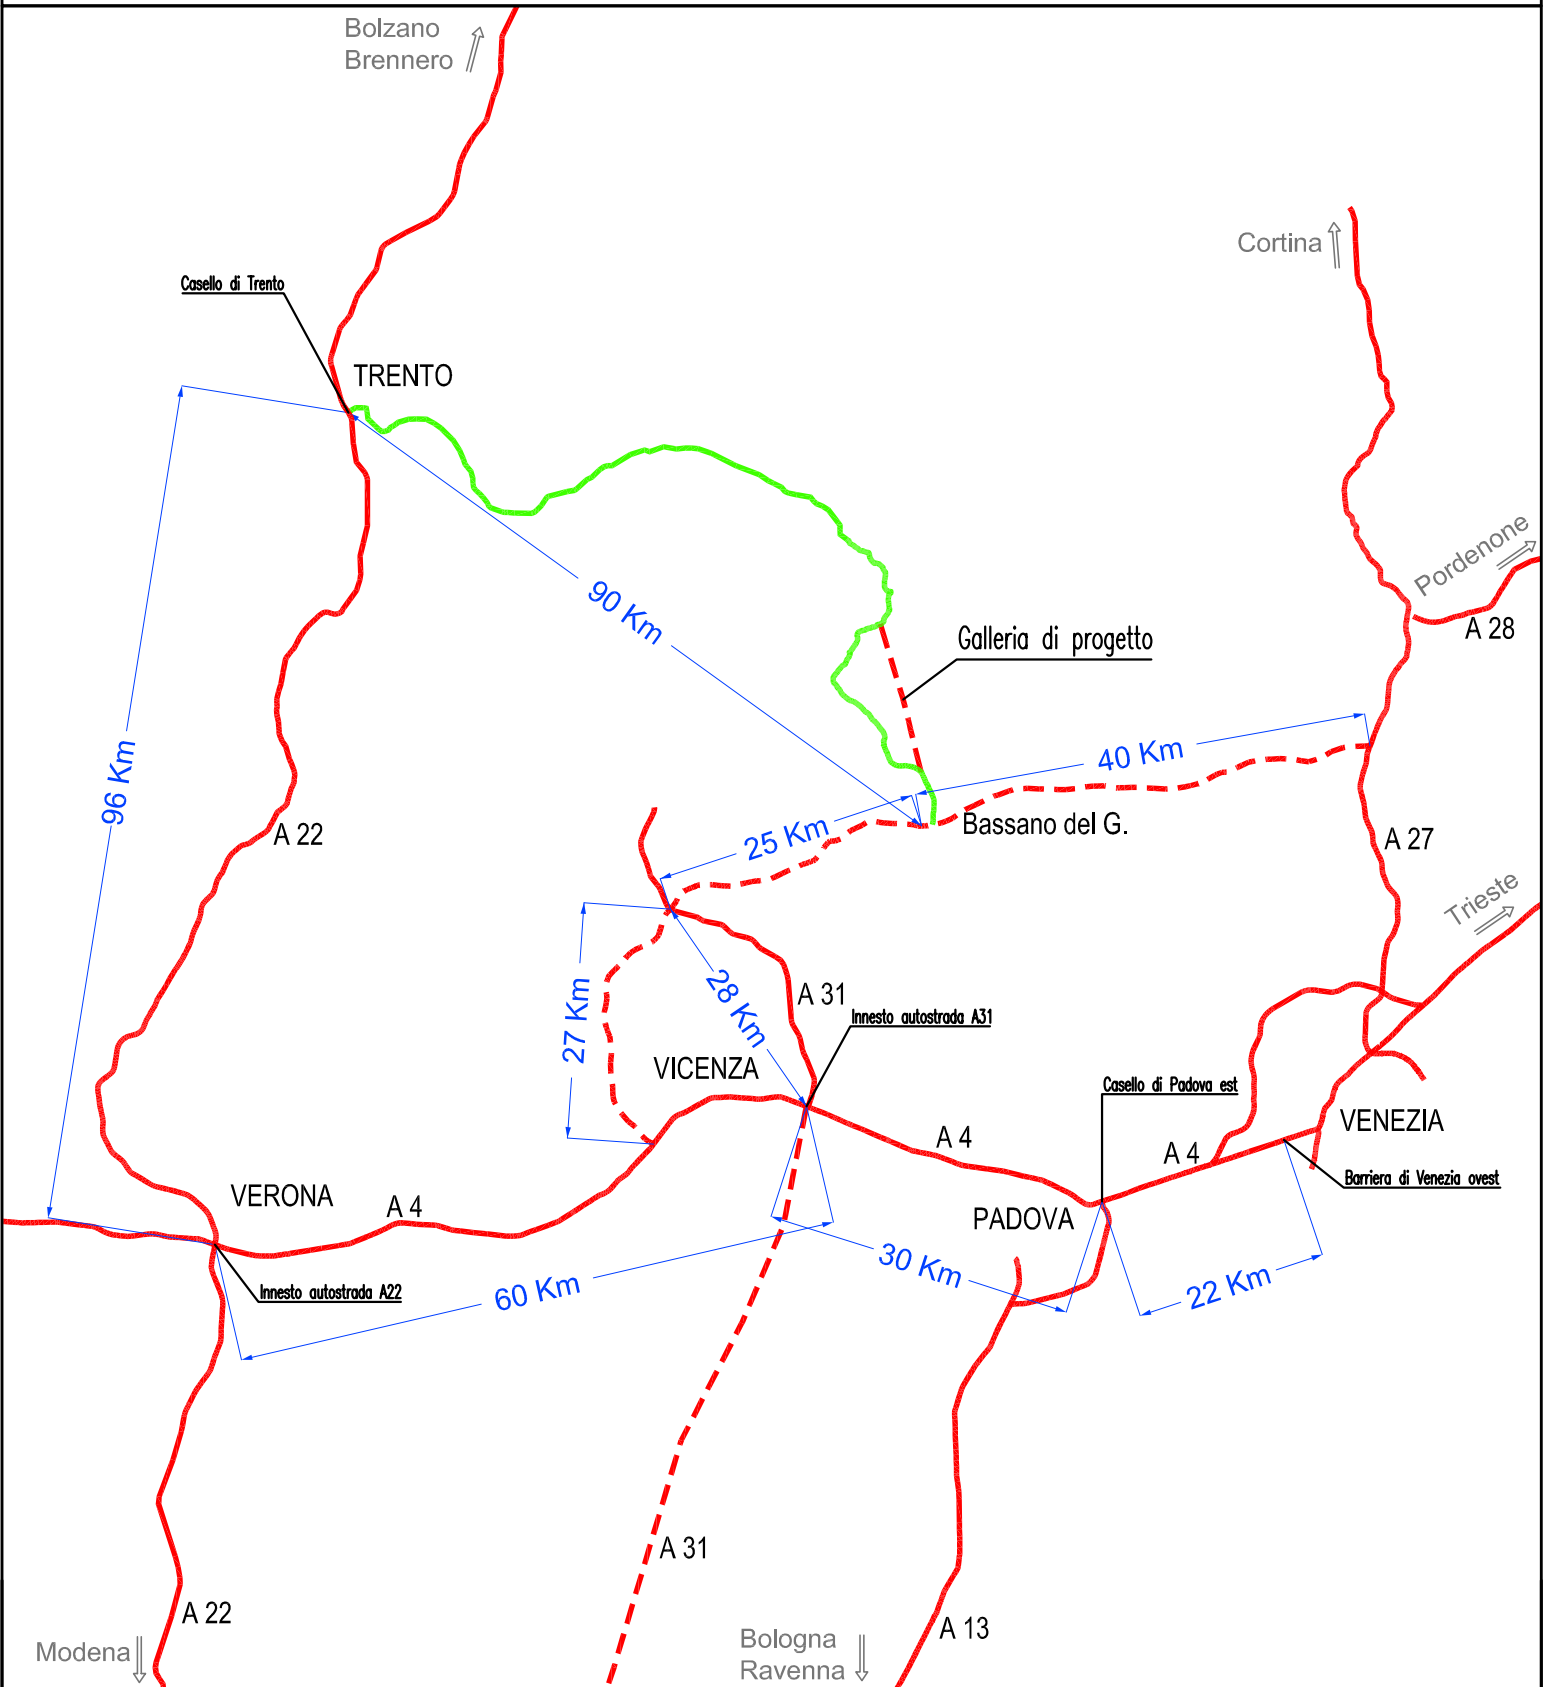 Bolzano
Brennero
Cortina
Casello di Trento
TRENTO
Pordenone
A 28
90 Km
Galleria di progetto
40 Km
96 Km
A 22
25 Km
Bassano del G.
A 27
Trieste
28 Km
A 31
27 Km
Innesto autostrada A31
VICENZA
Casello di Padova est
VENEZIA
A 4
A 4
Barriera di Venezia ovest
VERONA
A 4
PADOVA
30 Km
60 Km
22 Km
Innesto autostrada A22
A 31
A 22
A 13
Modena
Bologna
Ravenna